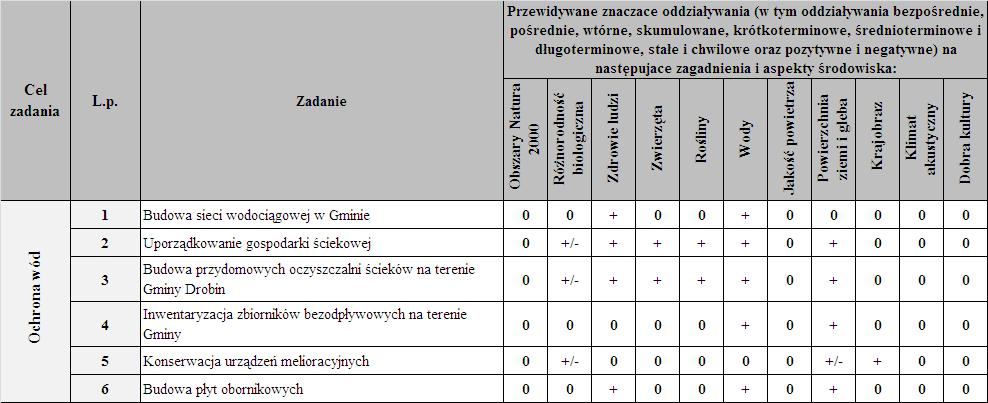 Przewidywane znaczace oddziaływania (w tym oddziaływania bezpośrednie,
pośrednie, wtórne, skumulowane, krótkoterminowe, średnioterminowe i
długoterminowe, stałe i chwilowe oraz pozytywne i negatywne) na
następujace zagadnienia i aspekty środowiska:
Cel
zadania
L.p.
Zadanie
Obszary Natura
2000
Różnorodność
biologiczna
Zdrowie ludzi
Zwierzęta
Rośliny
Wody
Jakość powietrza
Powierzchnia
ziemi i gleba
Krajobraz
Klimat
akustyczny
Dobra kultury
Ochrona wód
1 Budowa sieci wodociągowej w Gminie 0 0 + 0 0 + 0 0 0 0 0
2 Uporządkowanie gospodarki ściekowej 0 +/- + + + + 0 + 0 0 0
Budowa przydomowych oczyszczalni ścieków na terenie
3 Gminy Drobin 0 +/- + + + + 0 + 0 0 0
Inwentaryzacja zbiorników bezodpływowych na terenie
4 Gminy 0 0 0 0 0 + 0 + 0 0 0
5 Konserwacja urządzeń melioracyjnych 0 +/- 0 0 0 0 0 +/- + 0 0
6 Budowa płyt obornikowych 0 0 + 0 0 + 0 + 0 0 0